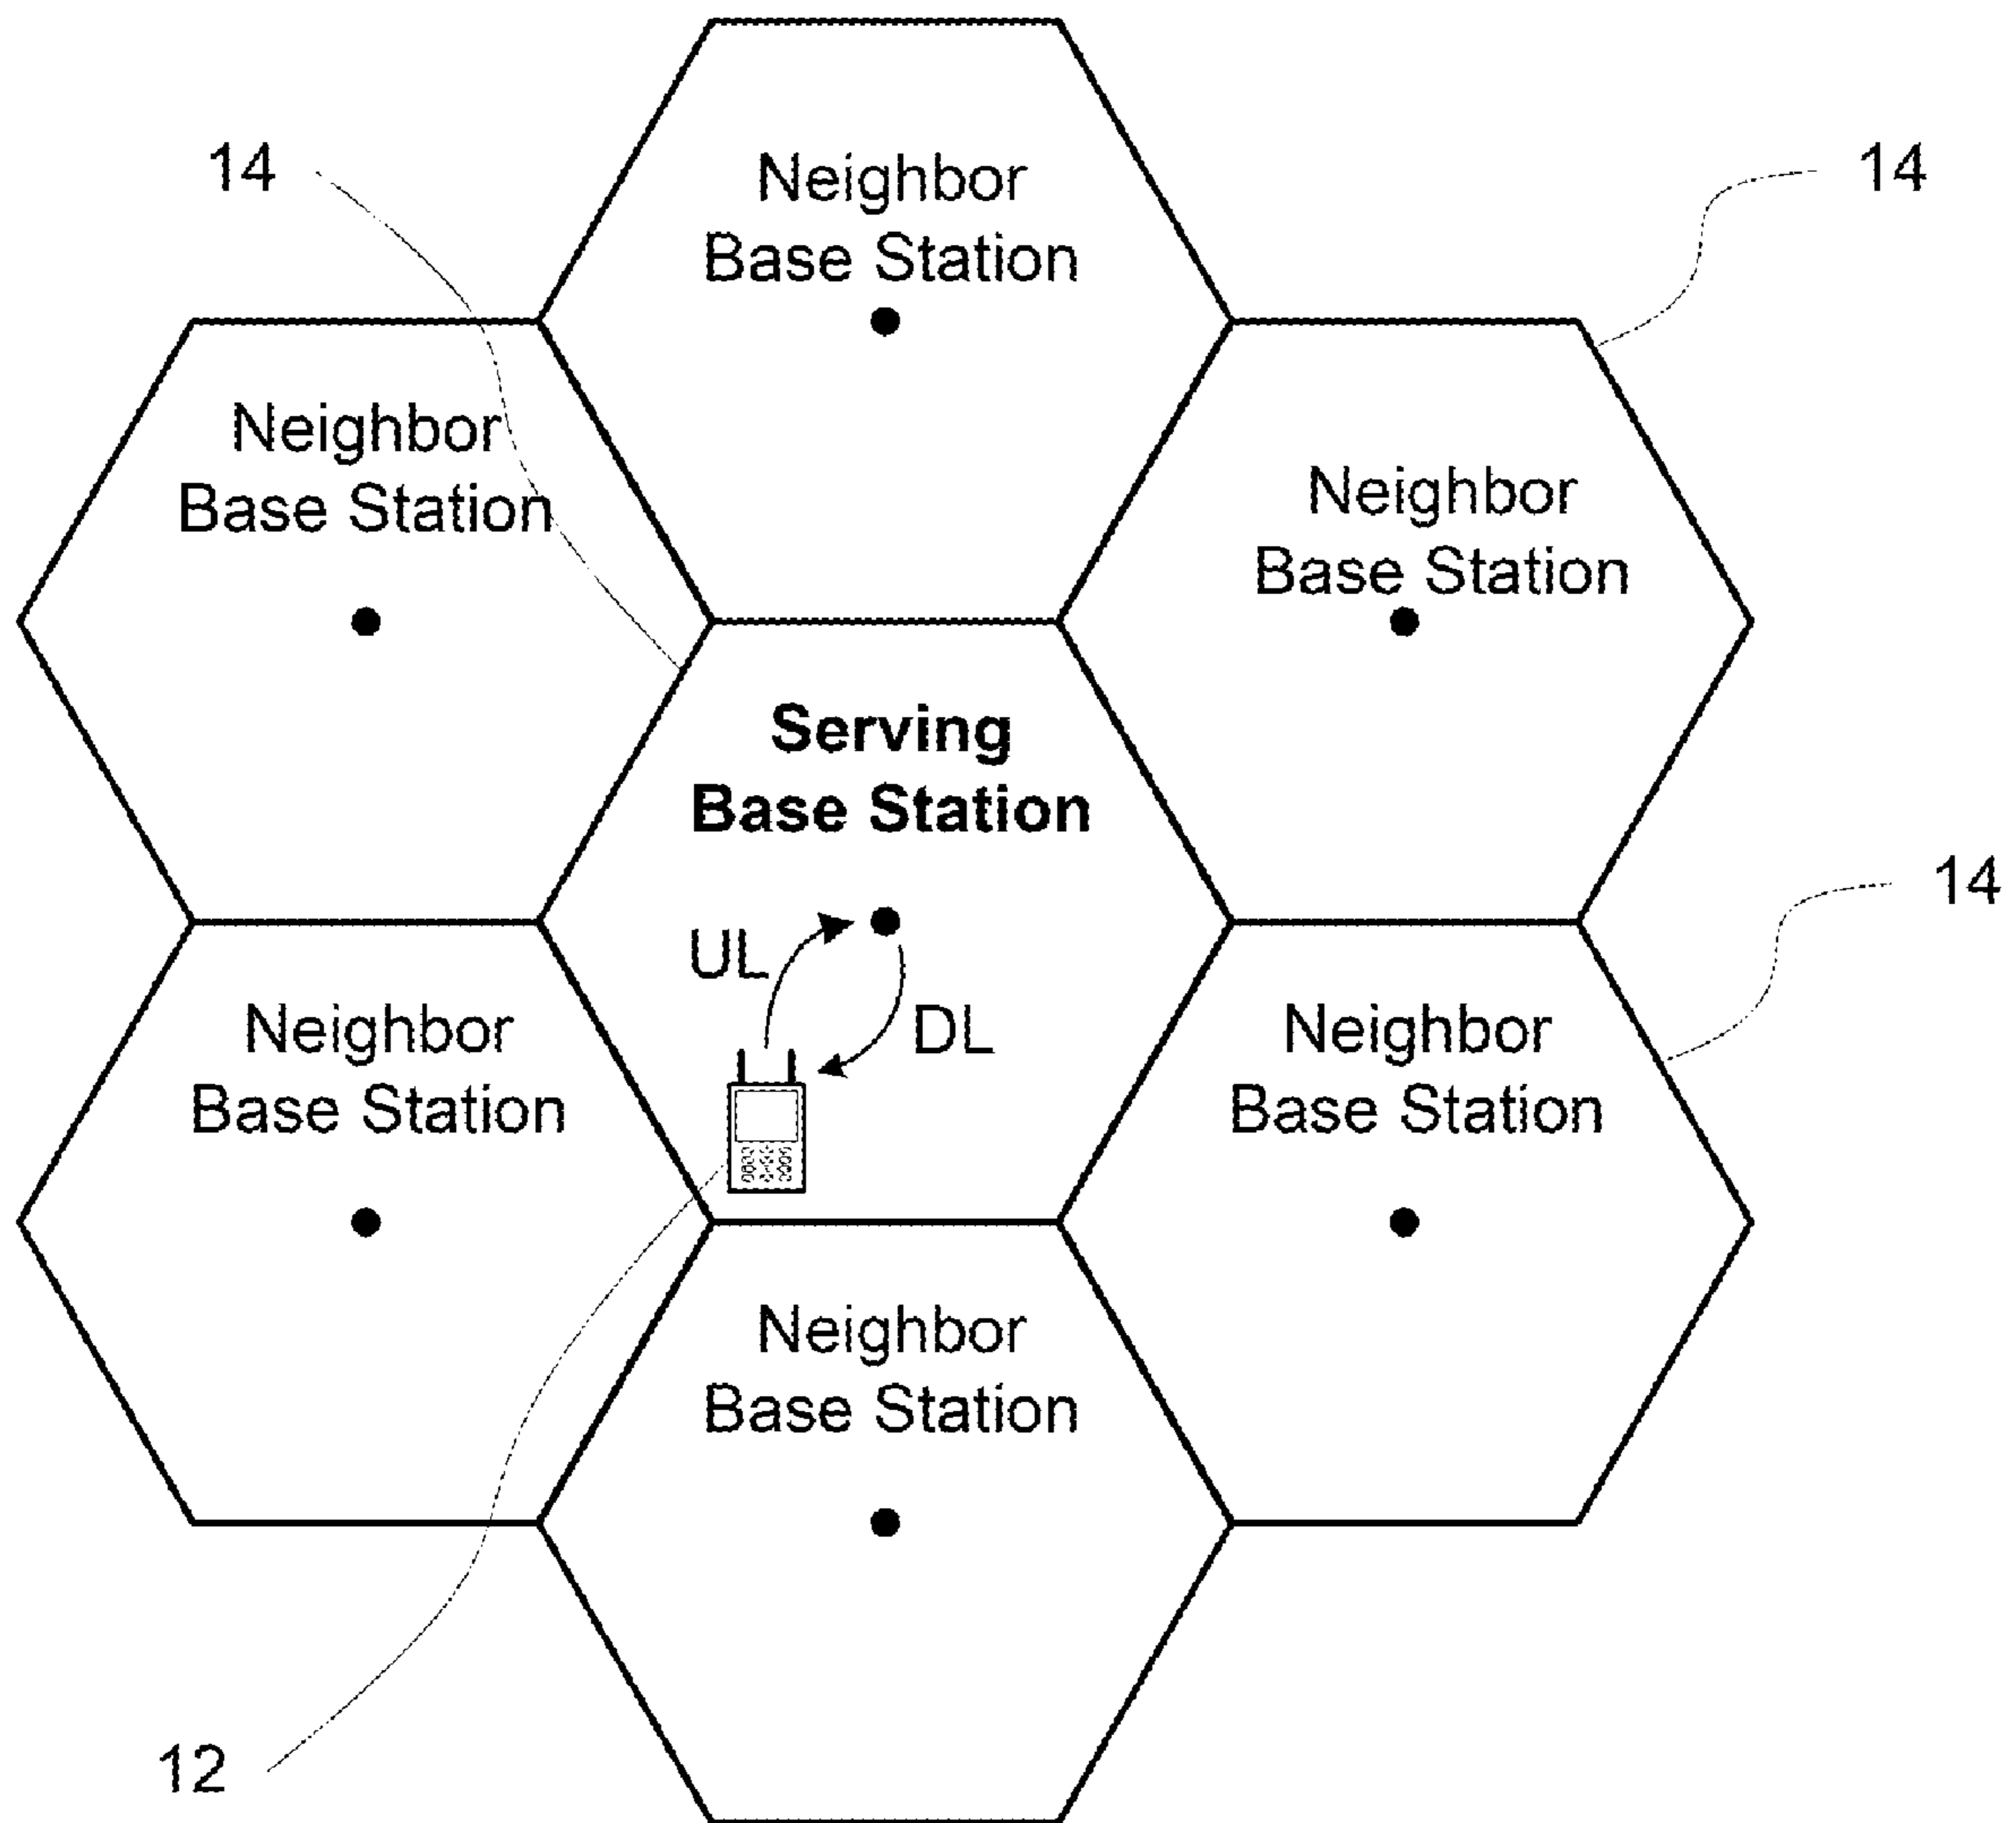 14
14
Neighbor
Base Station
Neighbor
Base Station
Neighbor
Base Station
Serving
Base Station
14
UL
DL
Neighbor
Base Station
Neighbor
Base Station
Neighbor
Base Station
12